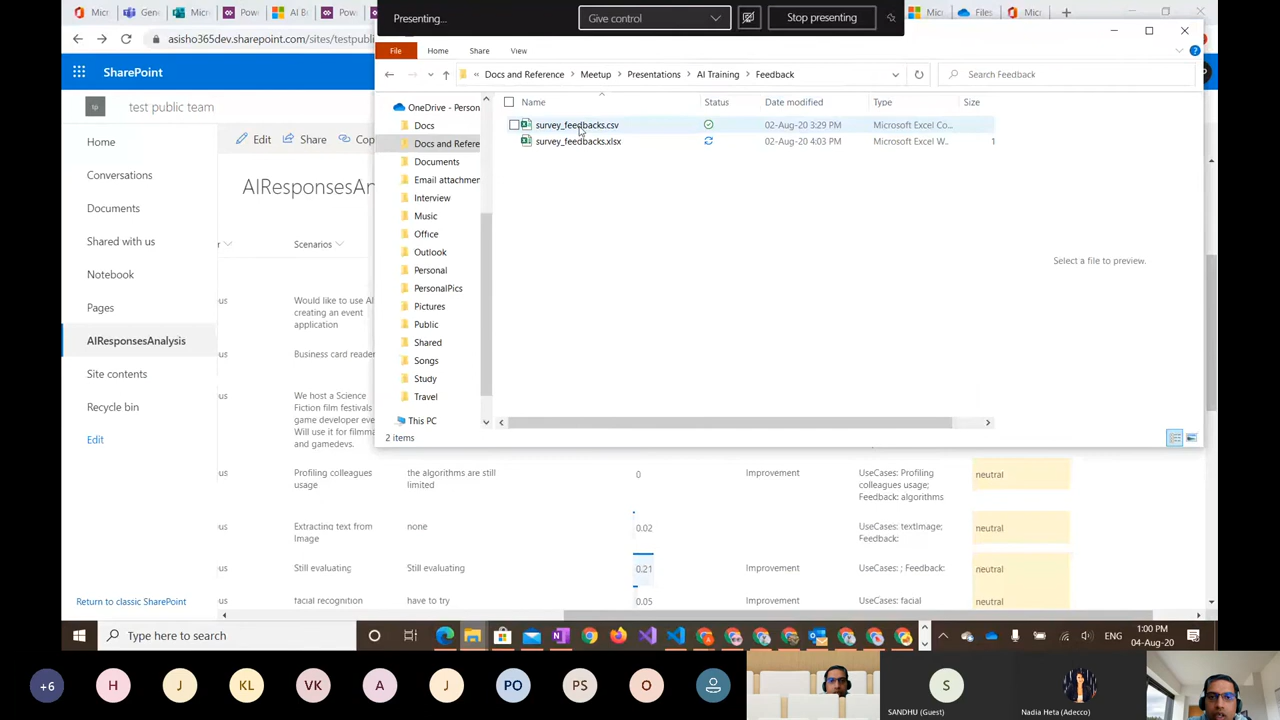 Presenting...
Give control
Stop presenting
asisho365dev.sharepoint.com/sites/testpubli
SharePoint
test public team
Home
Conversations
Documents
Shared with us
Notebook
Pages
AIResponsesAnalysis
Site contents
Recycle bin
Edit
Return to classic SharePoint
Edit
Share
Copy
AIResponsesAn
Scenarios
Would like to use AI
creating an event
application
Business card reader
We host a Science
Fiction film festivals
game developer eve
Will use it for filmma
and gamedevs.
Profiling colleagues
usage
the algorithms are still
limited
0
Improvement
UseCases: Profiling
colleagues usage;
Feedback: algorithms
neutral
Extracting text from
Image
none
0.02
UseCases: textImage;
Feedback:
neutral
Still evaluating
Still evaluating
0.21
Improvement
UseCases: ; Feedback:
neutral
facial recognition
have to try
0.05
Improvement
UseCases: facial
neutral
File
Home
Share
View
« Docs and Reference > Meetup > Presentations > AI Training > Feedback
Search Feedback
Name
Status
Date modified
Type
Size
survey_feedbacks.csv
02-Aug-20 3:29 PM
Microsoft Excel Co...
survey_feedbacks.xlsx
02-Aug-20 4:03 PM
Microsoft Excel W...
1
OneDrive - Person
Docs
Docs and Refere
Documents
Email attachmen
Interview
Music
Office
Outlook
Personal
PersonalPics
Pictures
Public
Shared
Songs
Study
Travel
This PC
Select a file to preview.
2 items
Type here to search
ENG
1:00 PM
04-Aug-20
+6
H
J
KL
VK
A
J
PO
PS
O
S
SANDHU (Guest)
Nadia Heta (Adecco)